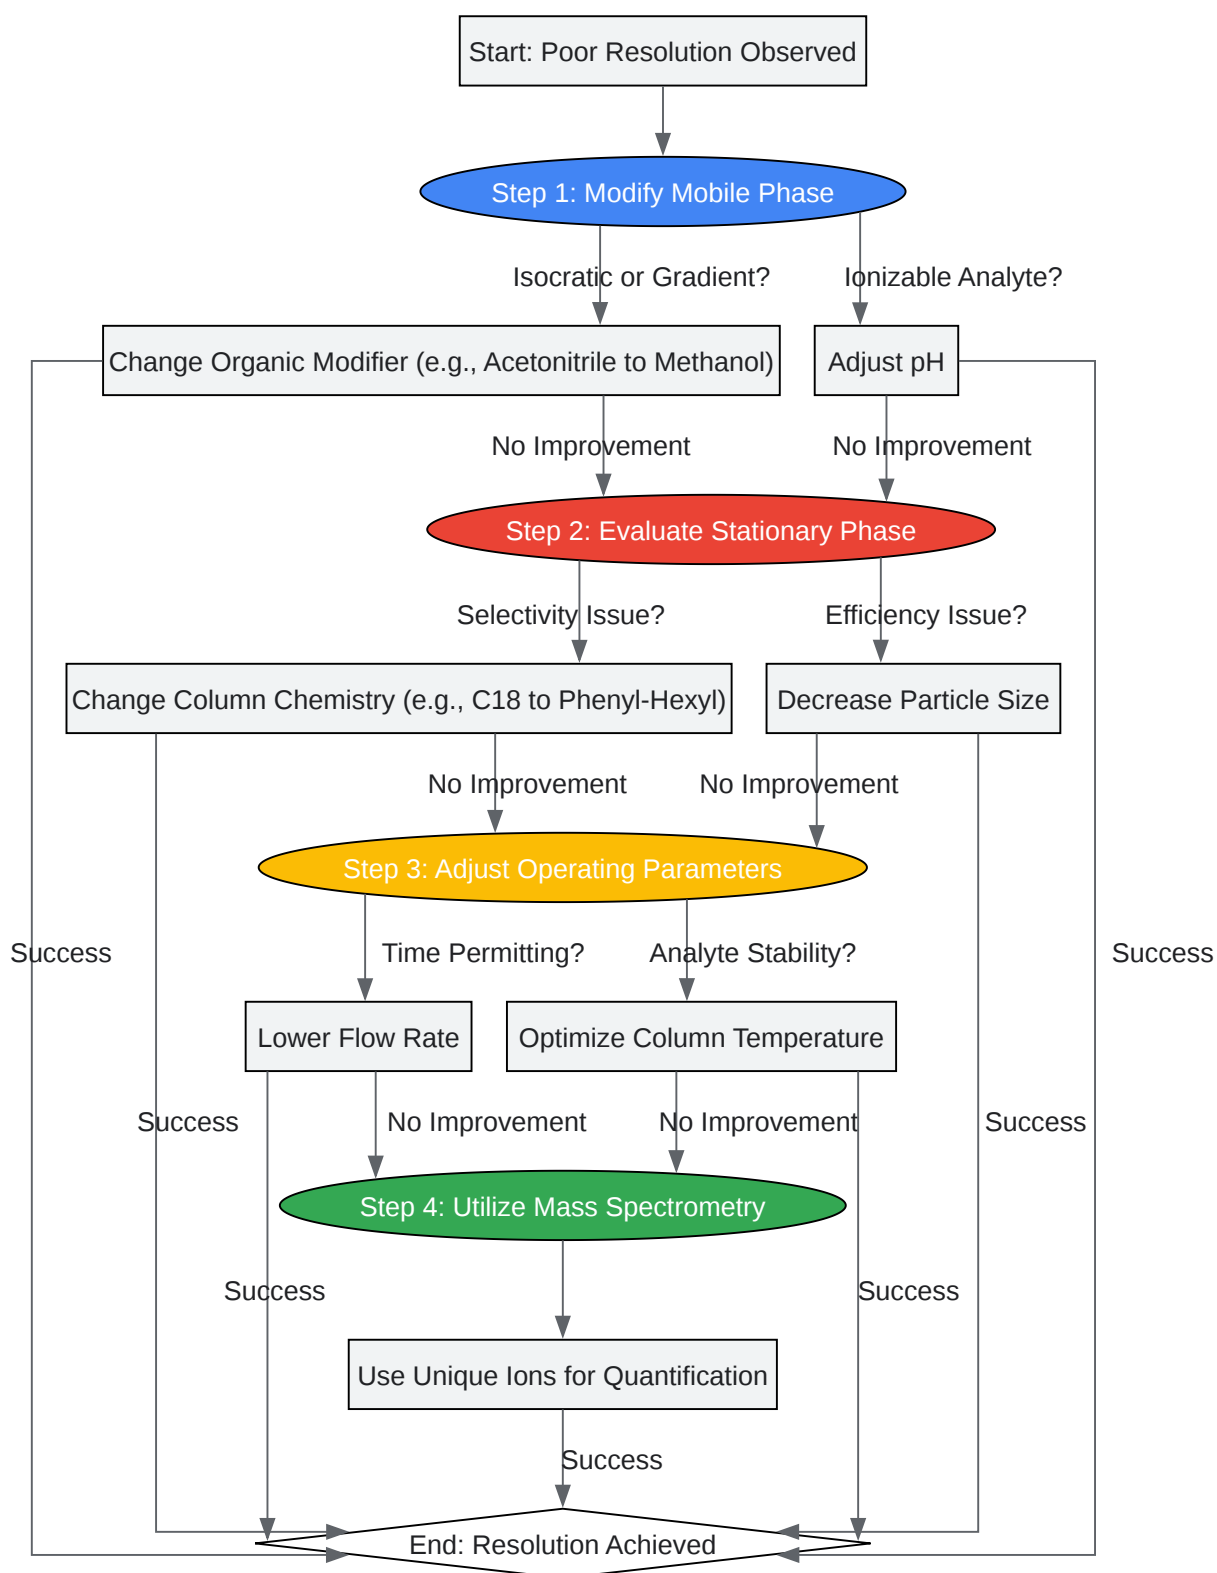 Start: Poor Resolution Observed
Step 1: Modify Mobile Phase
Isocratic or Gradient?
Ionizable Analyte?
Change Organic Modifier (e.g., Acetonitrile to Methanol)
Adjust pH
No Improvement
No Improvement
Step 2: Evaluate Stationary Phase
Selectivity Issue?
Efficiency Issue?
Change Column Chemistry (e.g., C18 to Phenyl-Hexyl)
Decrease Particle Size
No Improvement
No Improvement
Step 3: Adjust Operating Parameters
Success
Time Permitting?
Analyte Stability?
Success
Lower Flow Rate
Optimize Column Temperature
Success
No Improvement
No Improvement
Success
Step 4: Utilize Mass Spectrometry
Success
Success
Use Unique Ions for Quantification
Success
End: Resolution Achieved